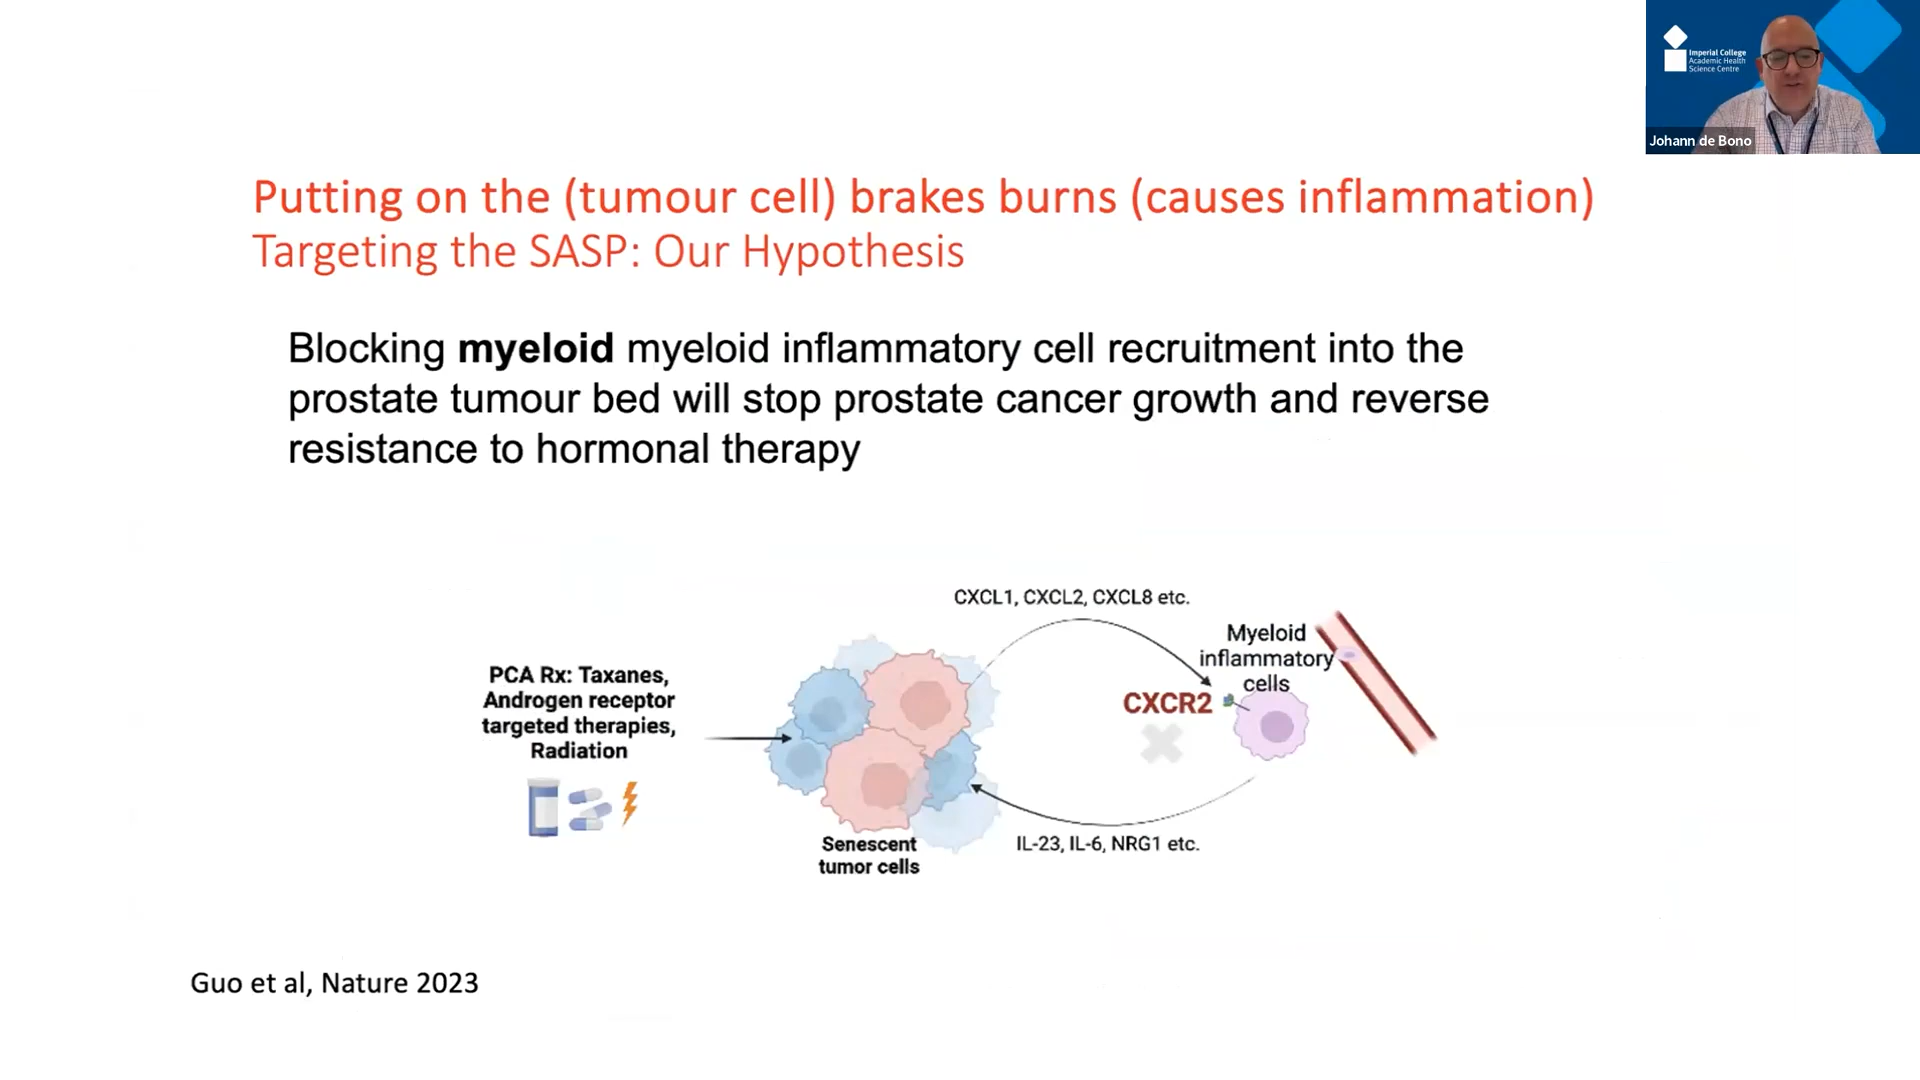 Imperial College
Academic Health
Science Centre
Johann de Bono
Putting on the (tumour cell) brakes burns (causes inflammation)
Targeting the SASP: Our Hypothesis
Blocking myeloid myeloid inflammatory cell recruitment into the
prostate tumour bed will stop prostate cancer growth and reverse
resistance to hormonal therapy
CXCL1, CXCL2, CXCL8 etc.
Myeloid
inflammatory
cells
PCA Rx: Taxanes,
Androgen receptor
targeted therapies,
Radiation
CXCR2
Senescent
tumor cells
IL-23, IL-6, NRG1 etc.
Guo et al, Nature 2023